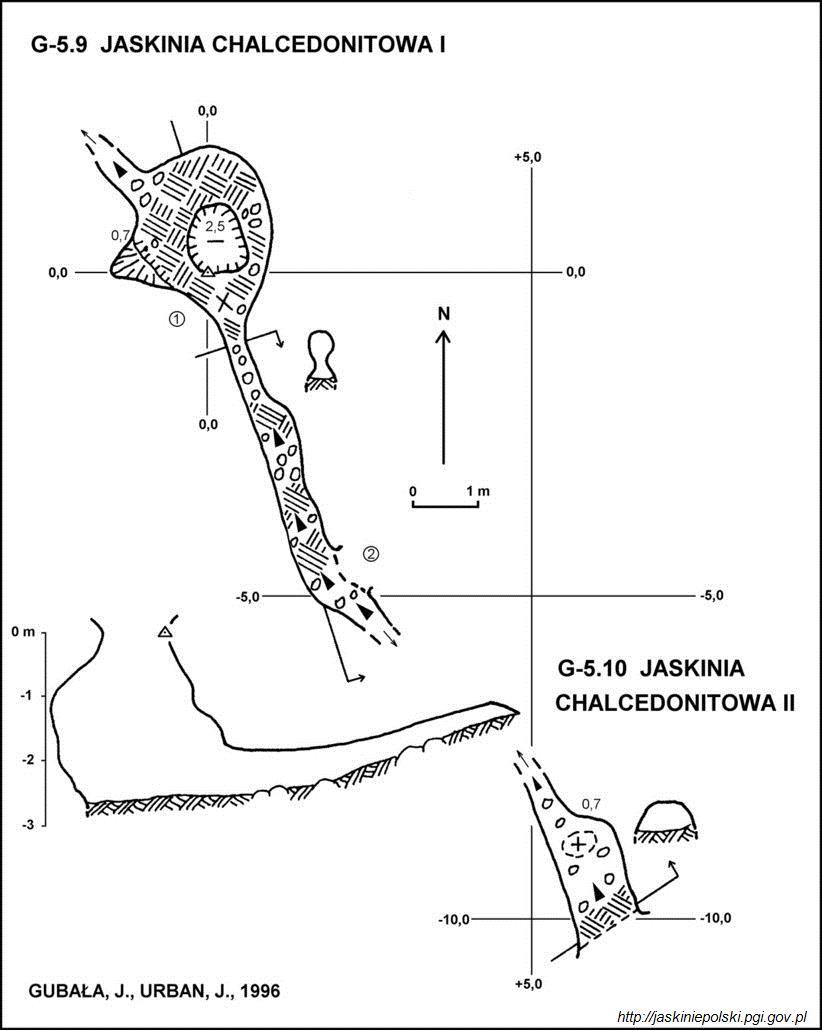 G-5.9 JASKINIA CHALCEDONITOWA I
0,0
+5,0
2,5
0,7
0,0
0,0
1
N
0,0
0 1 m
2
-5,0
-5,0
0 m
-1
-2
-3
G-5.10 JASKINIA
CHALCEDONITOWA II
0,7
-10,0
-10,0
+5,0
GUBAŁA, J., URBAN, J., 1996
http://jaskiniepolski.pgi.gov.pl